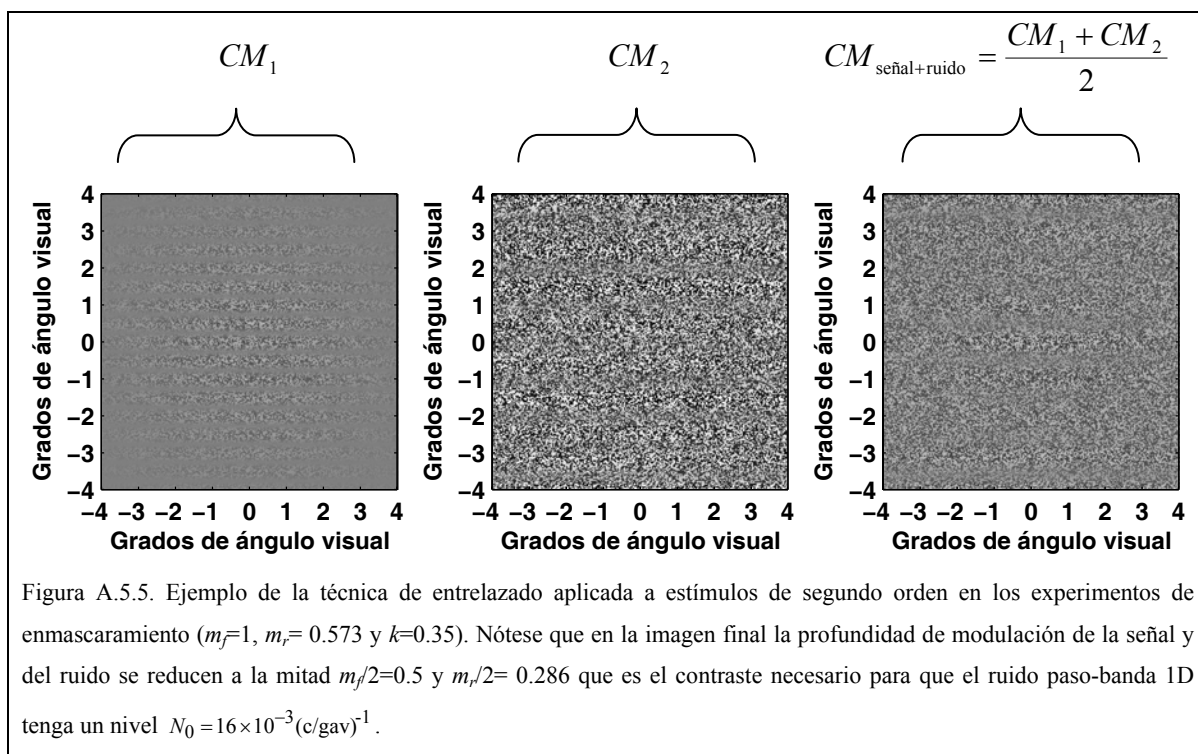 CM₁
CM₂
CM señal+ruido = (CM₁ + CM₂) / 2
Grados de ángulo visual
4
3
2
1
0
−1
−2
−3
−4
−4 −3 −2 −1 0 1 2 3 4
Grados de ángulo visual
Grados de ángulo visual
4
3
2
1
0
−1
−2
−3
−4
−4 −3 −2 −1 0 1 2 3 4
Grados de ángulo visual
Grados de ángulo visual
4
3
2
1
0
−1
−2
−3
−4
−4 −3 −2 −1 0 1 2 3 4
Grados de ángulo visual
Figura A.5.5. Ejemplo de la técnica de entrelazado aplicada a estímulos de segundo orden en los experimentos de
enmascaramiento (mf=1, mr= 0.573 y k=0.35). Nótese que en la imagen final la profundidad de modulación de la señal y
del ruido se reducen a la mitad mf/2=0.5 y mr/2= 0.286 que es el contraste necesario para que el ruido paso-banda 1D
tenga un nivel N₀ = 16×10⁻³(c/gav)⁻¹.